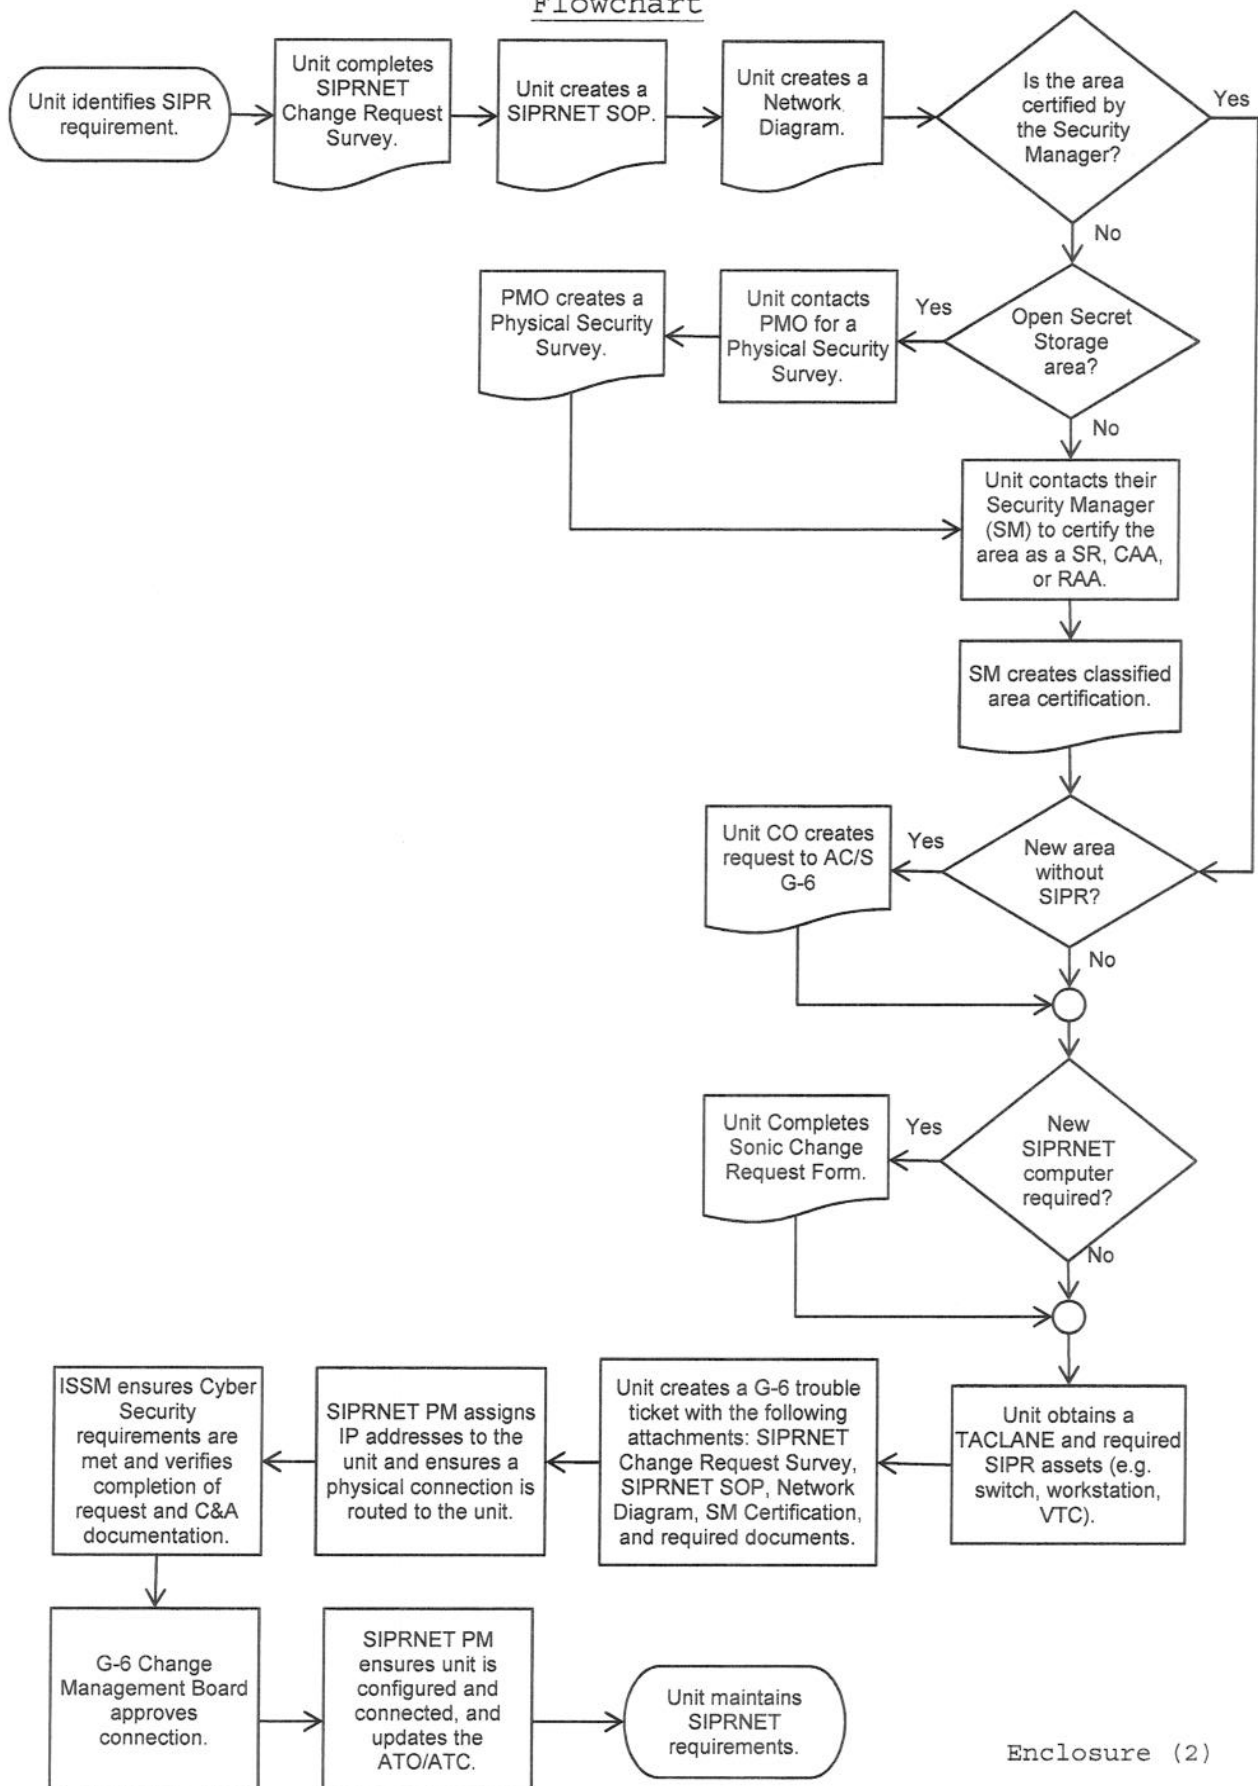 Flowchart
Unit identifies SIPR
requirement.
Unit completes
SIPRNET
Change Request
Survey.
Unit creates a
SIPRNET SOP.
Unit creates a
Network
Diagram.
Is the area
certified by
the Security
Manager?
Yes
No
PMO creates a
Physical Security
Survey.
Unit contacts
PMO for a
Physical Security
Survey.
Yes
Open Secret
Storage
area?
No
Unit contacts their
Security Manager
(SM) to certify the
area as a SR, CAA,
or RAA.
SM creates classified
area certification.
Unit CO creates
request to AC/S
G-6
Yes
New area
without
SIPR?
No
Unit Completes
Sonic Change
Request Form.
Yes
New
SIPRNET
computer
required?
No
ISSM ensures Cyber
Security
requirements are
met and verifies
completion of
request and C&A
documentation.
SIPRNET PM assigns
IP addresses to the
unit and ensures a
physical connection is
routed to the unit.
Unit creates a G-6 trouble
ticket with the following
attachments: SIPRNET
Change Request Survey,
SIPRNET SOP, Network
Diagram, SM Certification,
and required documents.
Unit obtains a
TACLANE and required
SIPR assets (e.g.
switch, workstation,
VTC).
G-6 Change
Management Board
approves
connection.
SIPRNET PM
ensures unit is
configured and
connected, and
updates the
ATO/ATC.
Unit maintains
SIPRNET
requirements.
Enclosure (2)